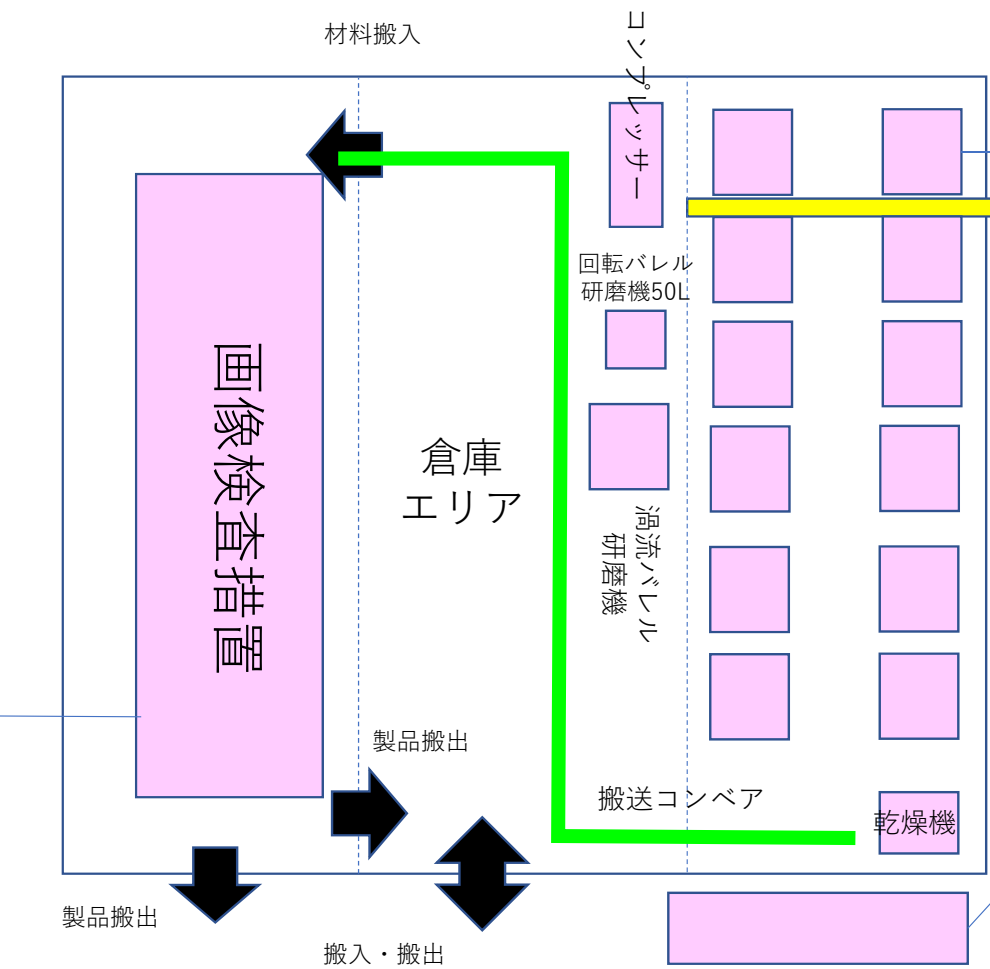 材料搬入
コンプレッサー
回転バレル
研磨機50L
画像検査措置
倉庫
エリア
渦流バレル
研磨機
製品搬出
搬送コンベア
乾燥機
製品搬出
搬入・搬出